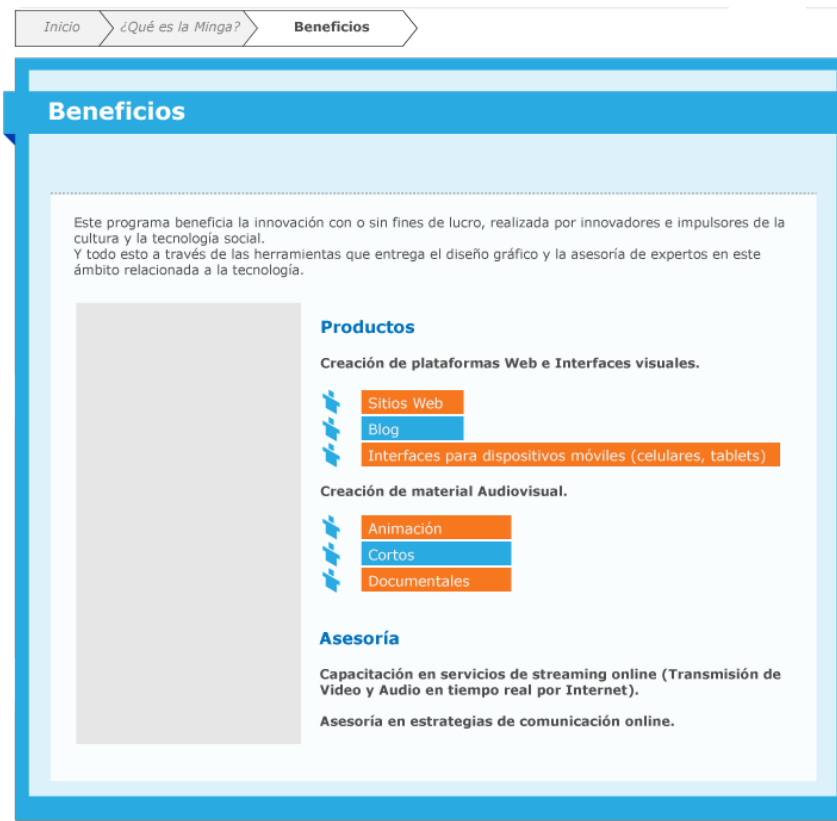 Inicio
¿Qué es la Minga?
Beneficios
Beneficios
Este programa beneficia la innovación con o sin fines de lucro, realizada por innovadores e impulsores de la
cultura y la tecnología social.
Y todo esto a través de las herramientas que entrega el diseño gráfico y la asesoría de expertos en este
ámbito relacionada a la tecnología.
Productos
Creación de plataformas Web e Interfaces visuales.
Sitios Web
Blog
Interfaces para dispositivos móviles (celulares, tablets)
Creación de material Audiovisual.
Animación
Cortos
Documentales
Asesoría
Capacitación en servicios de streaming online (Transmisión de
Video y Audio en tiempo real por Internet).
Asesoría en estrategias de comunicación online.